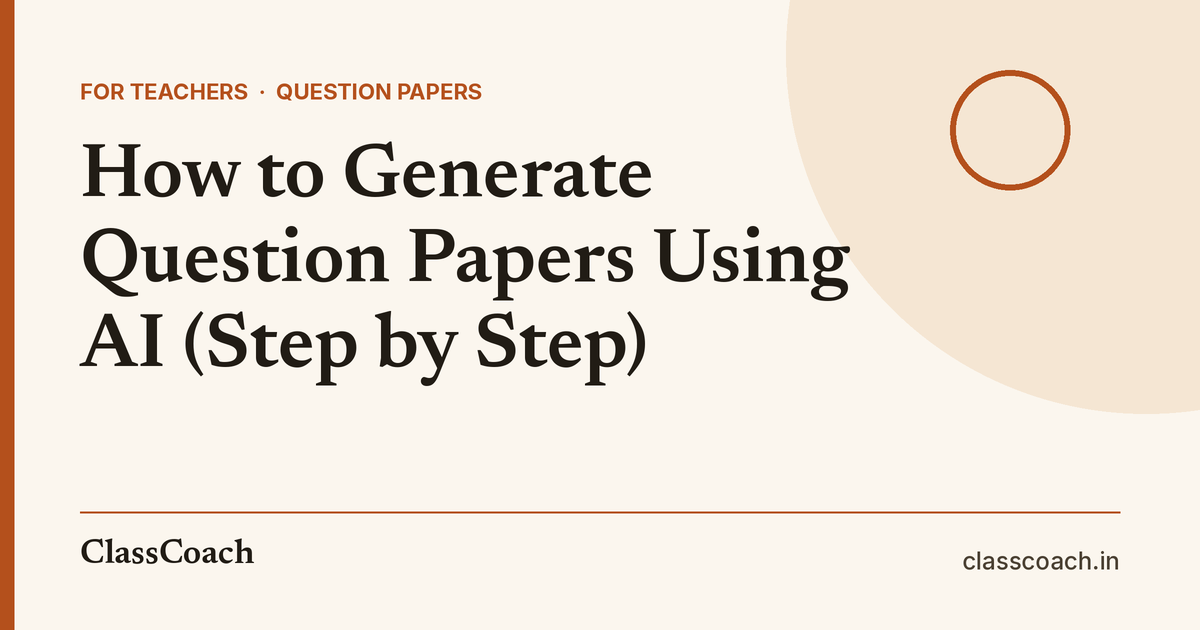 FOR TEACHERS · QUESTION PAPERS
How to Generate
Question Papers Using
AI (Step by Step)
ClassCoach
classcoach.in